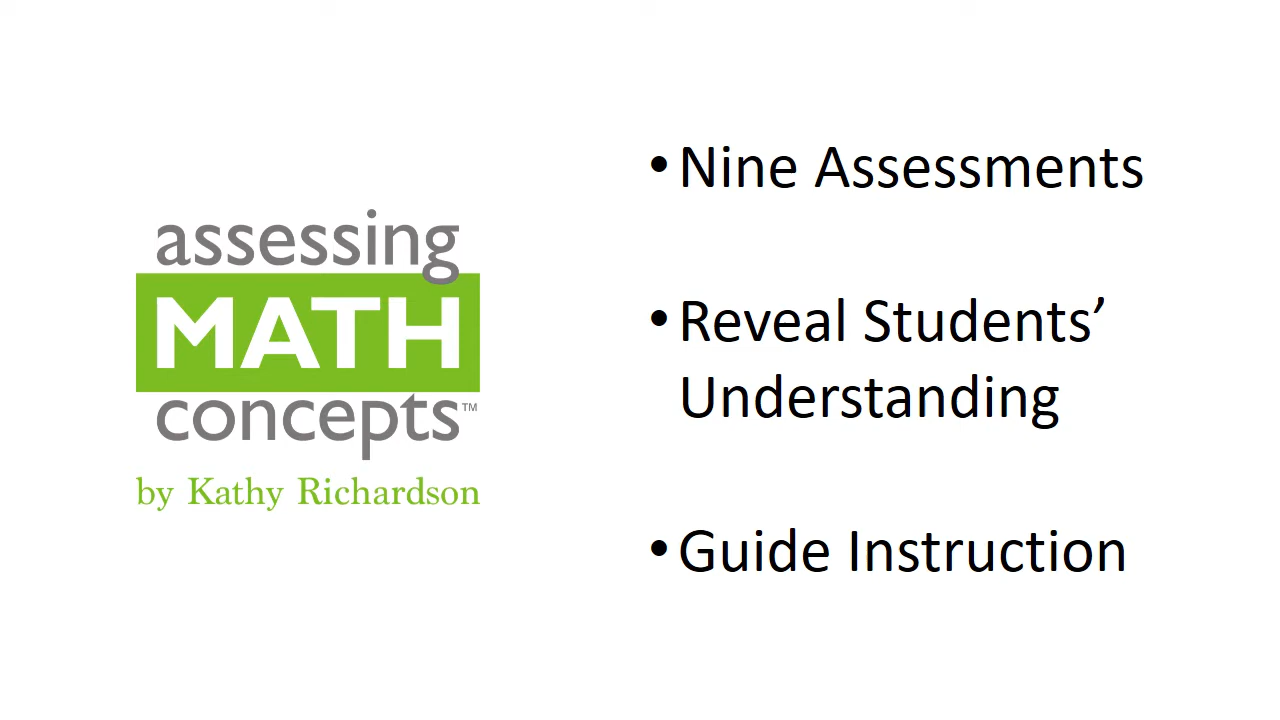 assessing
MATH
concepts™
by Kathy Richardson
• Nine Assessments
• Reveal Students’
Understanding
• Guide Instruction